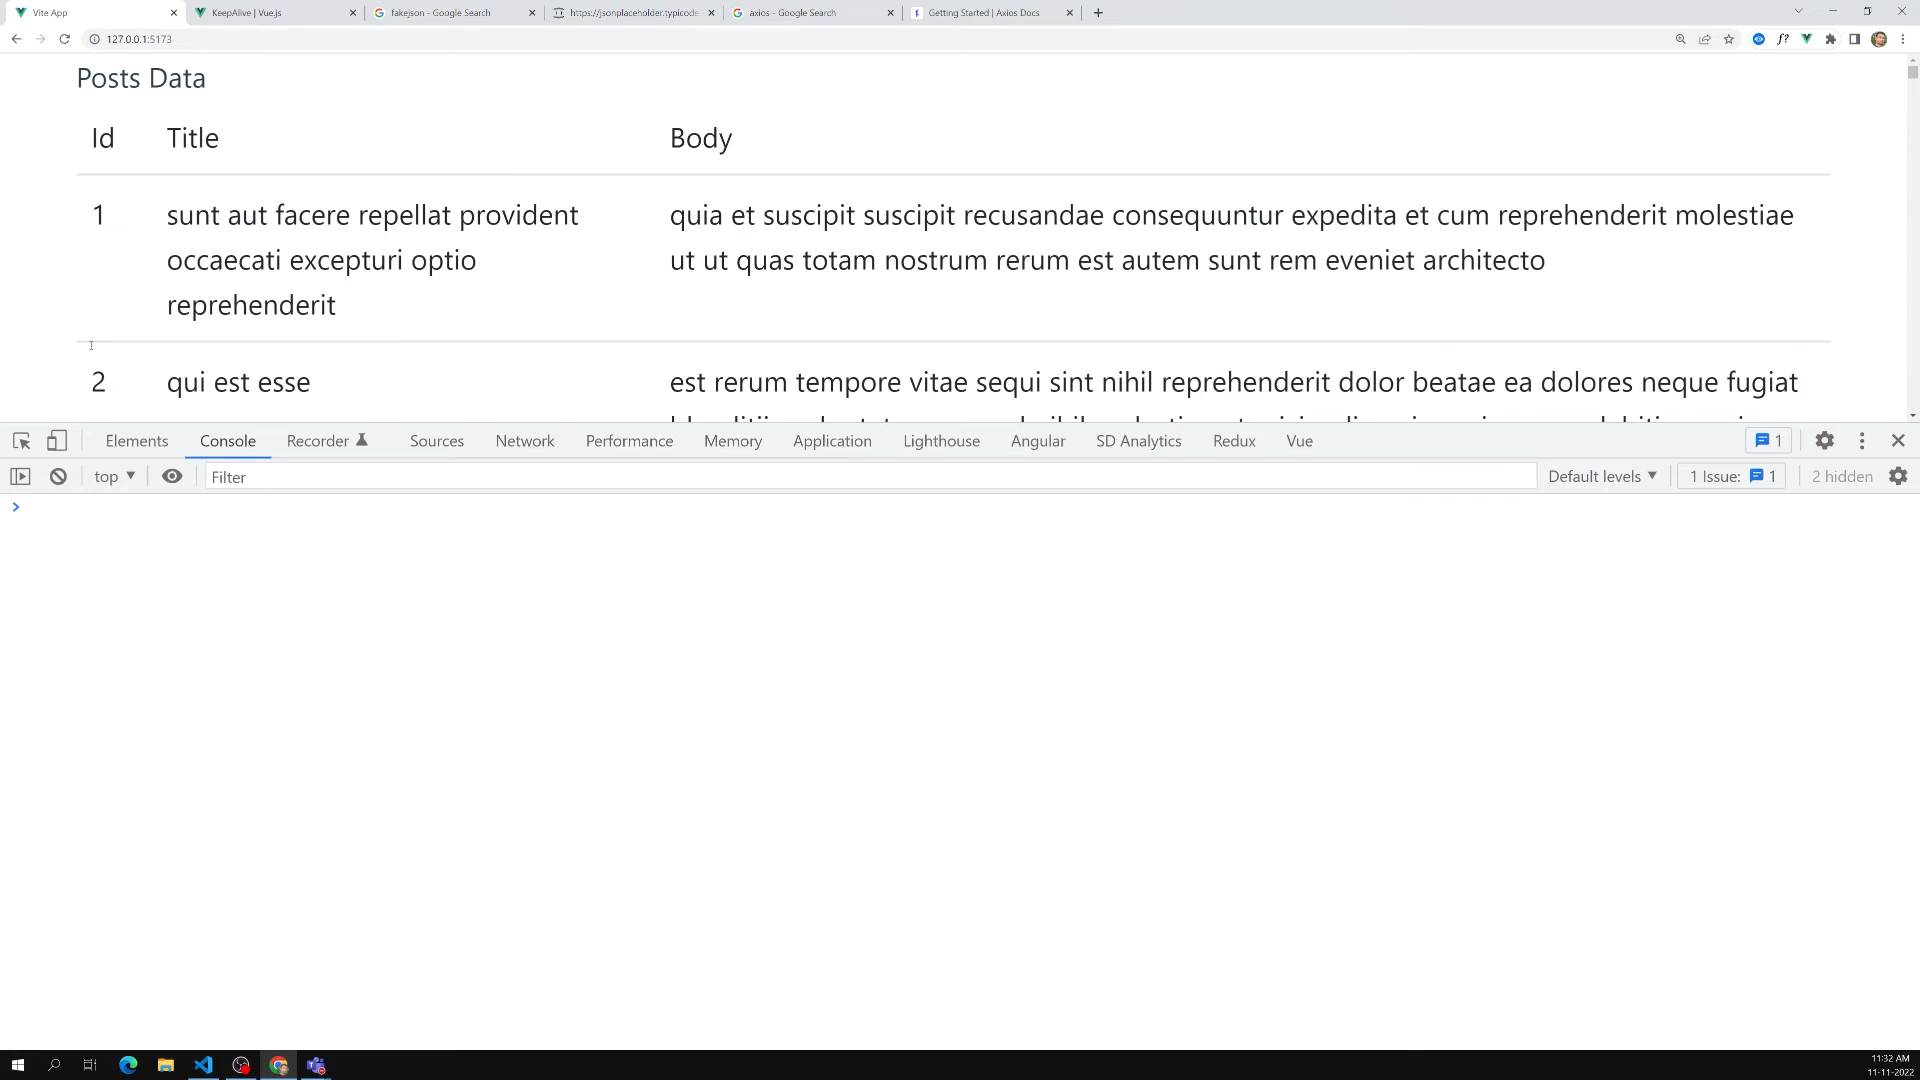 Vite App
KeepAlive | Vue.js
fakejson - Google Search
https://jsonplaceholder.typicode
axios - Google Search
Getting Started | Axios Docs
127.0.0.1:5173
f?
Posts Data
Id Title Body
1 sunt aut facere repellat provident quia et suscipit suscipit recusandae consequuntur expedita et cum reprehenderit molestiae
occaecati excepturi optio ut ut quas totam nostrum rerum est autem sunt rem eveniet architecto
reprehenderit
2 qui est esse est rerum tempore vitae sequi sint nihil reprehenderit dolor beatae ea dolores neque fugiat
Elements Console Recorder Sources Network Performance Memory Application Lighthouse Angular SD Analytics Redux Vue 1
top Filter Default levels 1 Issue: 1 2 hidden
11:32 AM
11-11-2022